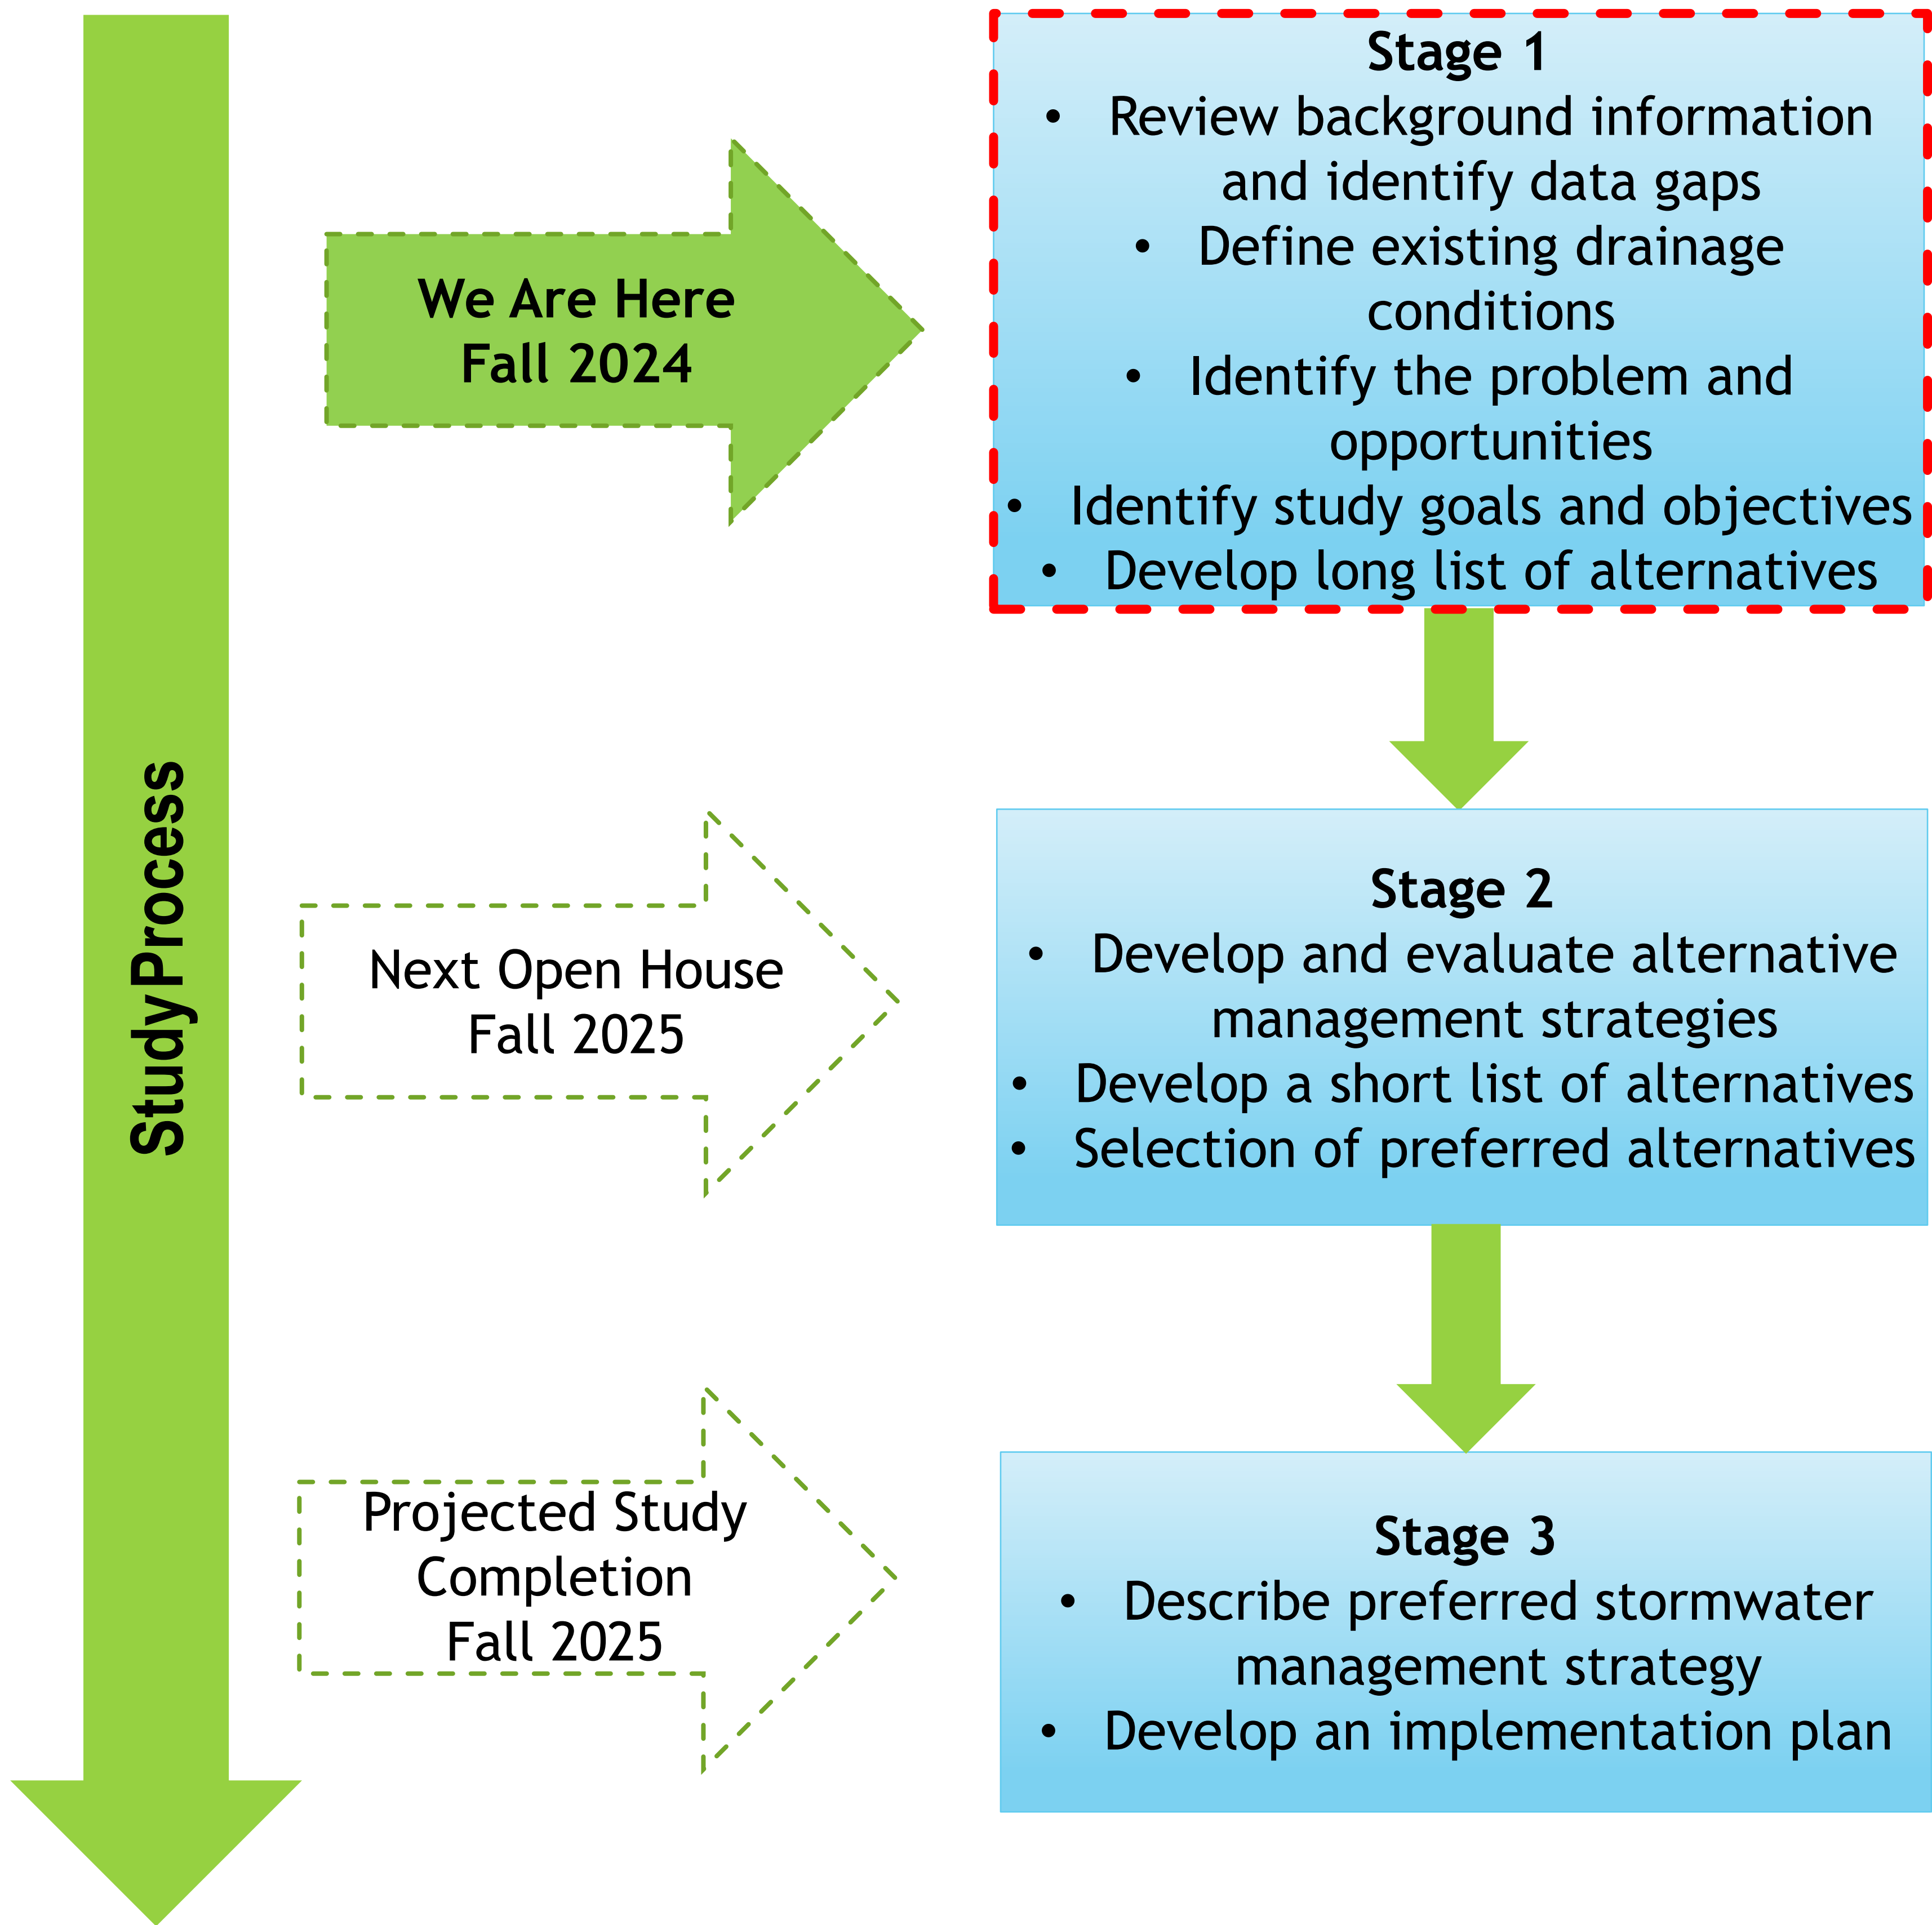 Study Process
We Are Here
Fall 2024
Stage 1
• Review background information
and identify data gaps
• Define existing drainage
conditions
• Identify the problem and
opportunities
• Identify study goals and objectives
• Develop long list of alternatives
Next Open House
Fall 2025
Stage 2
• Develop and evaluate alternative
management strategies
• Develop a short list of alternatives
• Selection of preferred alternatives
Projected Study
Completion
Fall 2025
Stage 3
• Describe preferred stormwater
management strategy
• Develop an implementation plan